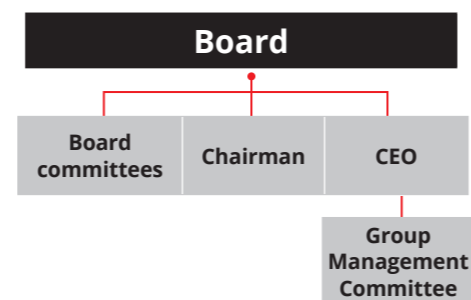 Board
Board
committees
Chairman
CEO
Group
Management
Committee